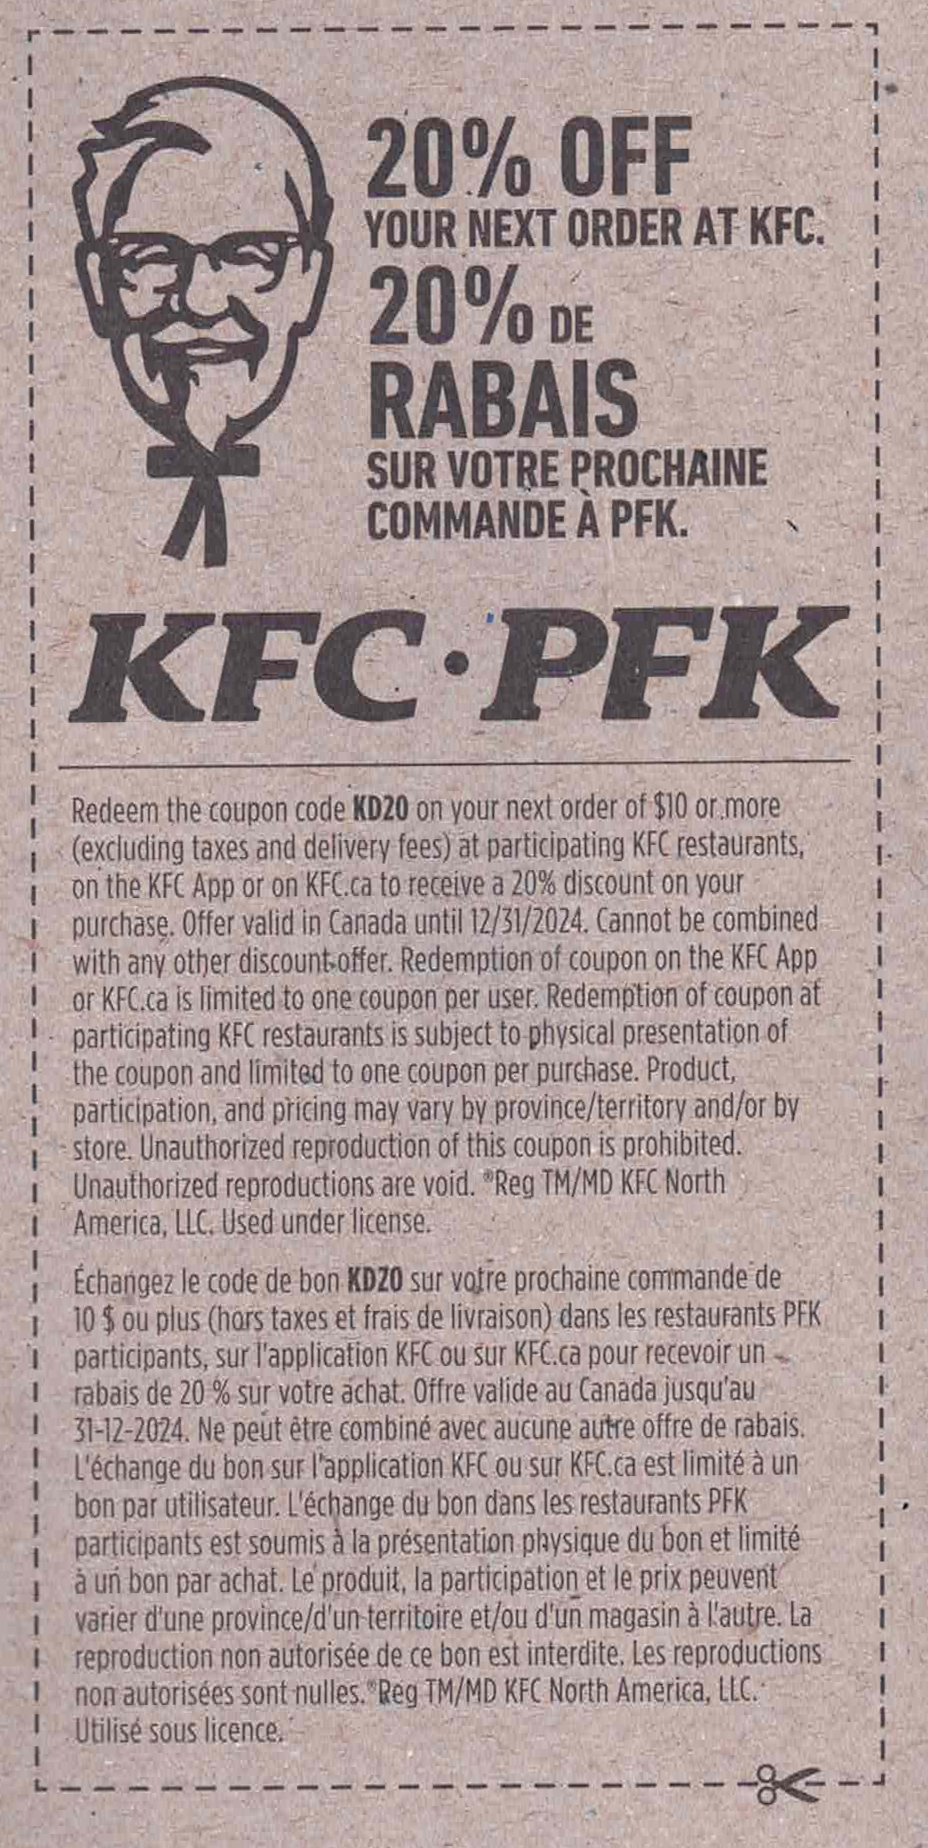 20% OFF
YOUR NEXT ORDER AT KFC.
20% DE
RABAIS
SUR VOTRE PROCHAINE
COMMANDE À PFK.
KFC·PFK
Redeem the coupon code KD20 on your next order of $10 or more
(excluding taxes and delivery fees) at participating KFC restaurants,
on the KFC App or on KFC.ca to receive a 20% discount on your
purchase. Offer valid in Canada until 12/31/2024. Cannot be combined
with any other discount offer. Redemption of coupon on the KFC App
or KFC.ca is limited to one coupon per user. Redemption of coupon at
participating KFC restaurants is subject to physical presentation of
the coupon and limited to one coupon per purchase. Product,
participation, and pricing may vary by province/territory and/or by
store. Unauthorized reproduction of this coupon is prohibited.
Unauthorized reproductions are void. ®Reg TM/MD KFC North
America, LLC. Used under license.
Échangez le code de bon KD20 sur votre prochaine commande de
10 $ ou plus (hors taxes et frais de livraison) dans les restaurants PFK
participants, sur l'application KFC ou sur KFC.ca pour recevoir un
rabais de 20 % sur votre achat. Offre valide au Canada jusqu'au
31-12-2024. Ne peut être combiné avec aucune autre offre de rabais.
L'échange du bon sur l'application KFC ou sur KFC.ca est limité à un
bon par utilisateur. L'échange du bon dans les restaurants PFK
participants est soumis à la présentation physique du bon et limité
à un bon par achat. Le produit, la participation et le prix peuvent
varier d'une province/d'un territoire et/ou d'un magasin à l'autre. La
reproduction non autorisée de ce bon est interdite. Les reproductions
non autorisées sont nulles. ®Reg TM/MD KFC North America, LLC.
Utilisé sous licence.